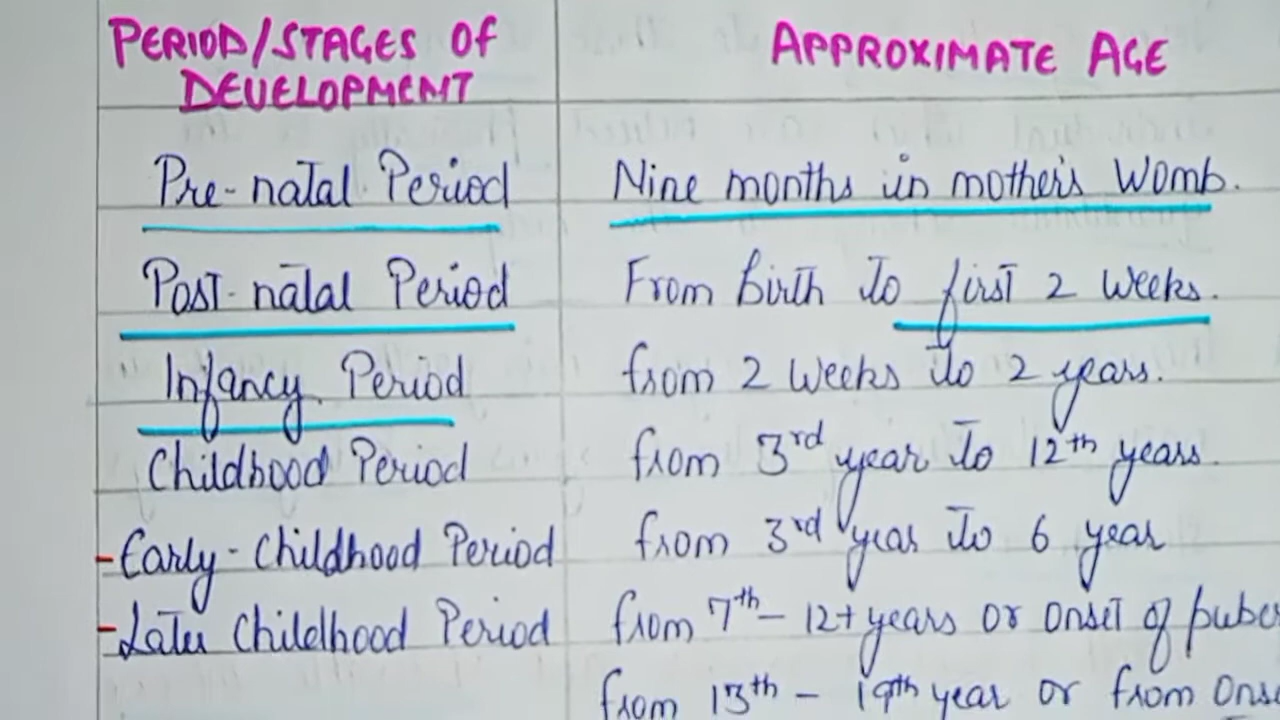 PERIOD/STAGES OF DEVELOPMENT APPROXIMATE AGE
Pre-natal Period Nine months in mother's Womb.
Post-natal Period From birth to first 2 weeks.
Infancy Period from 2 weeks to 2 years.
Childhood Period from 3rd year to 12th years.
-Early-Childhood Period from 3rd year to 6 year
-Later Childhood Period from 7th- 12+years or onset of puber
from 13th - 19th year or from onse